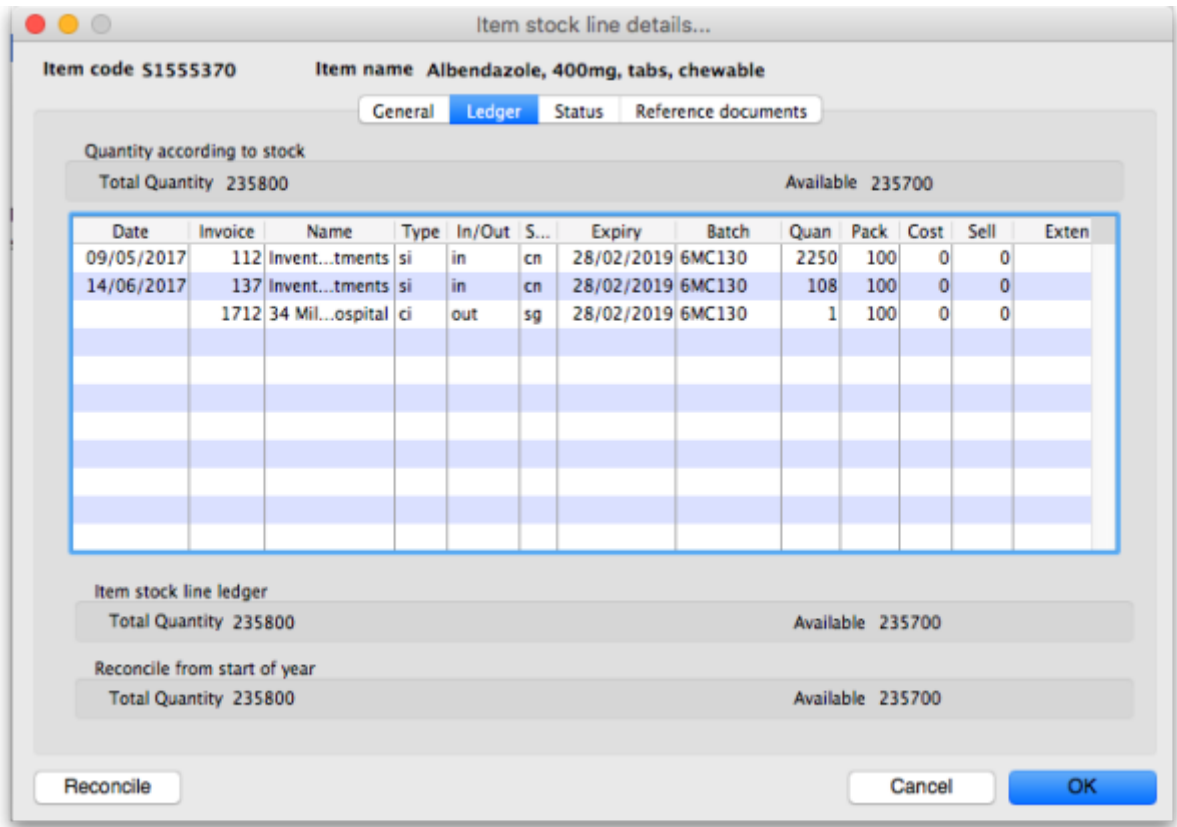 Item stock line details...
Item code S1555370 Item name Albendazole, 400mg, tabs, chewable
General Ledger Status Reference documents
Quantity according to stock
Total Quantity 235800 Available 235700
Date Invoice Name Type In/Out S... Expiry Batch Quan Pack Cost Sell Exten
09/05/2017 112 Invent...tments si in cn 28/02/2019 6MC130 2250 100 0 0
14/06/2017 137 Invent...tments si in cn 28/02/2019 6MC130 108 100 0 0
1712 34 Mil...ospital ci out sg 28/02/2019 6MC130 1 100 0 0
Item stock line ledger
Total Quantity 235800 Available 235700
Reconcile from start of year
Total Quantity 235800 Available 235700
Reconcile Cancel OK